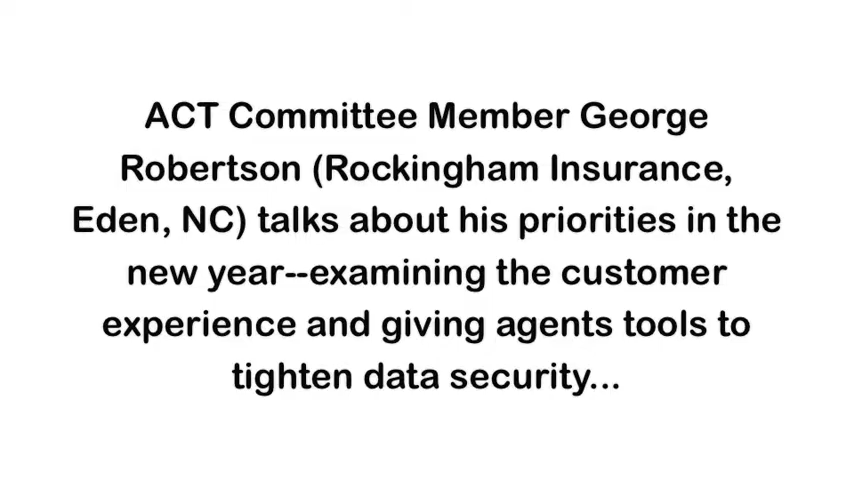 ACT Committee Member George
Robertson (Rockingham Insurance,
Eden, NC) talks about his priorities in the
new year--examining the customer
experience and giving agents tools to
tighten data security...